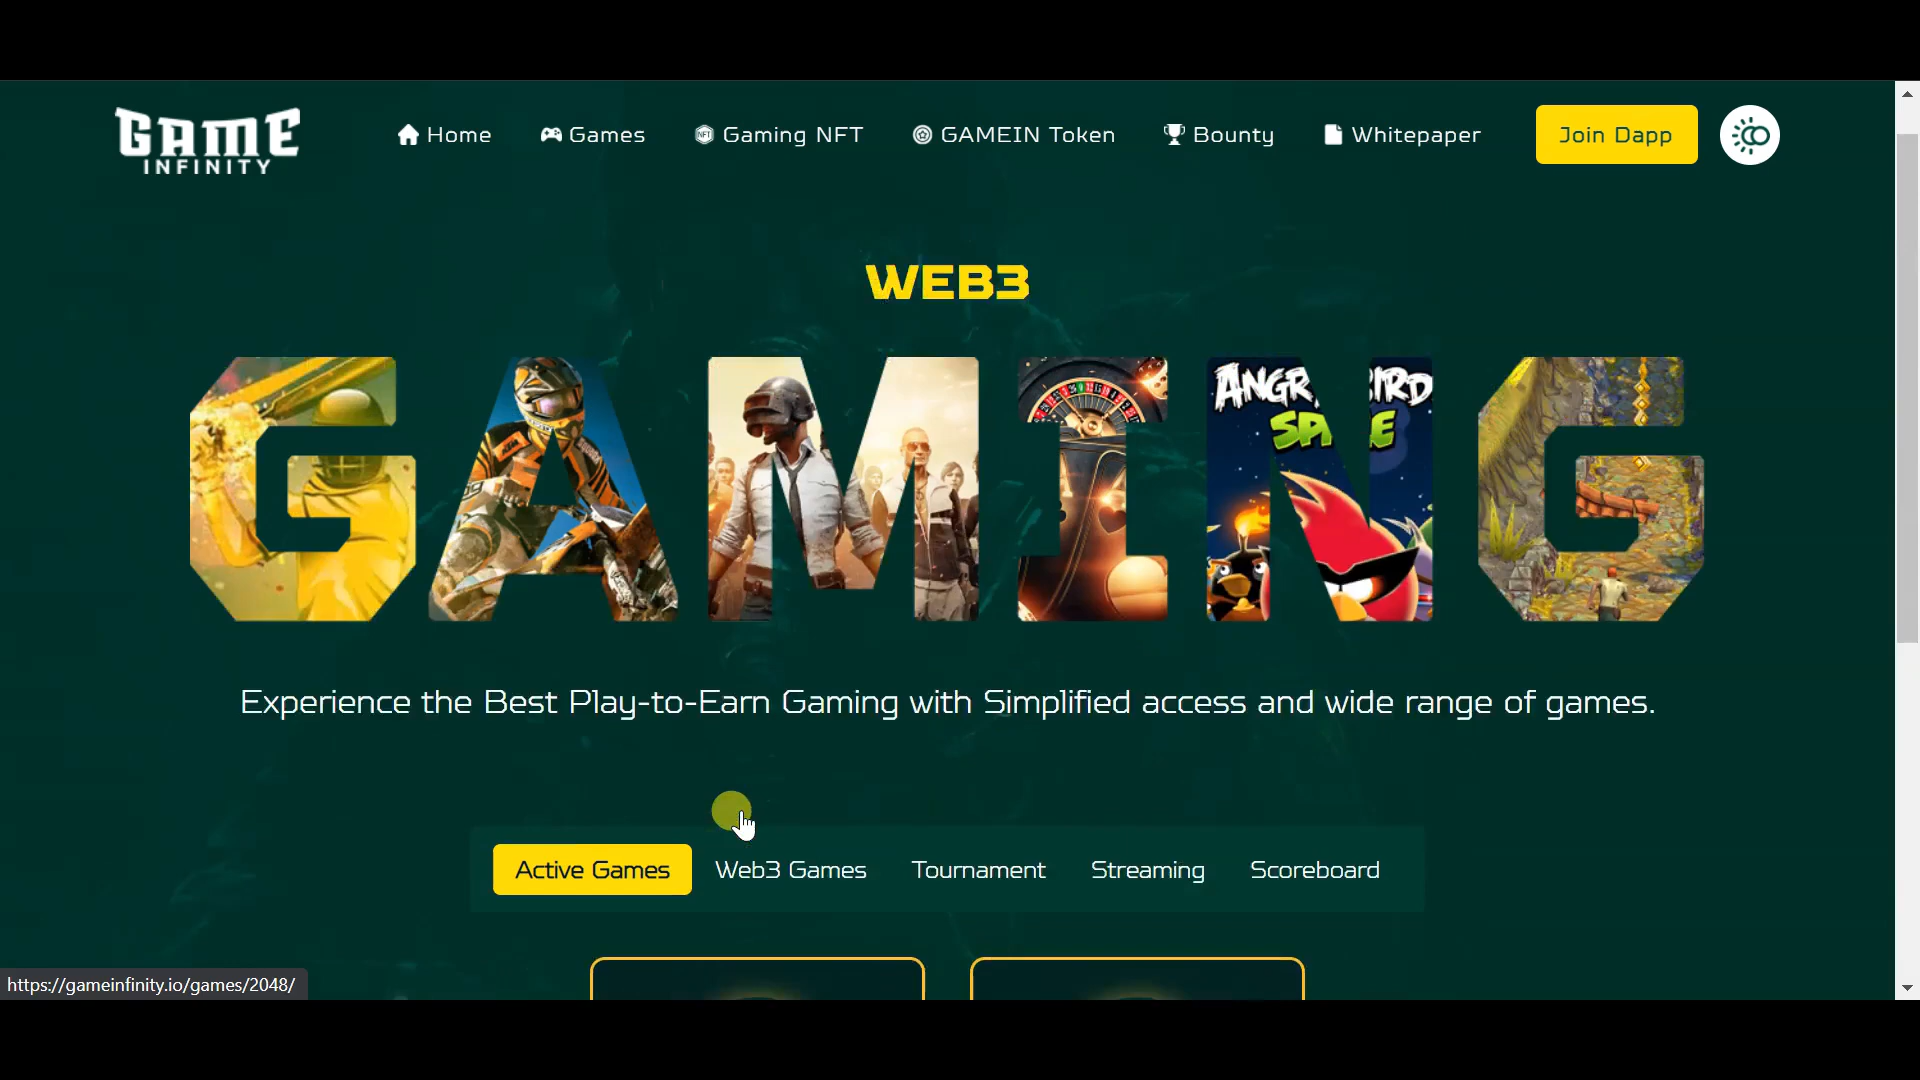 GAME
INFINITY
Home
Games
NFT
Gaming NFT
GAMEIN Token
Bounty
Whitepaper
Join Dapp
WEB3
GAMING
Experience the Best Play-to-Earn Gaming with Simplified access and wide range of games.
Active Games
Web3 Games
Tournament
Streaming
Scoreboard
https://gameinfinity.io/games/2048/